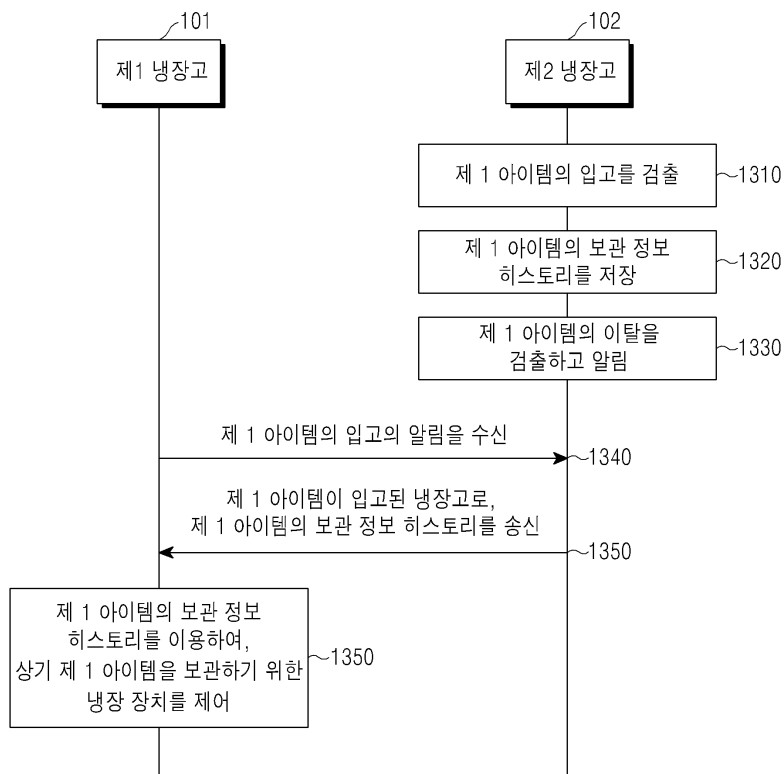 101
102
제1 냉장고
제2 냉장고
제 1 아이템의 입고를 검출
1310
제 1 아이템의 보관 정보
히스토리를 저장
1320
제 1 아이템의 이탈을
검출하고 알림
1330
제 1 아이템의 입고의 알림을 수신
1340
제 1 아이템이 입고된 냉장고로,
제 1 아이템의 보관 정보 히스토리를 송신
1350
제 1 아이템의 보관 정보
히스토리를 이용하여,
상기 제 1 아이템을 보관하기 위한
냉장 장치를 제어
1350